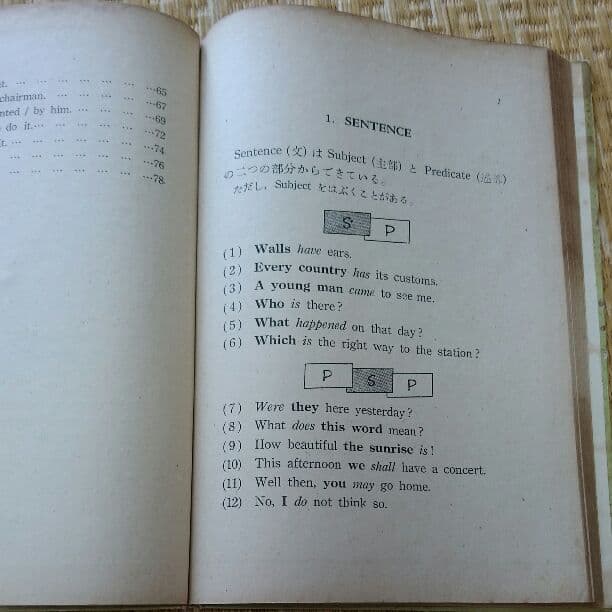 et. ... ... ... ... ... ... ...65
chairman. ... ... ... ... ...67
nted / by him. ... ... ... ...69
do it.... ... ... ... ... ...72
t. ... ... ... ... ... ...74
... ... ... ... ... ...76
... ... ... ... ... ...78
1
1. SENTENCE
Sentence (文) は Subject (主部) と Predicate (述部)
の二つの部分からできている。
ただし, Subject をはぶくことがある。
S P
(1) Walls have ears.
(2) Every country has its customs.
(3) A young man came to see me.
(4) Who is there?
(5) What happened on that day?
(6) Which is the right way to the station?
P S P
(7) Were they here yesterday?
(8) What does this word mean?
(9) How beautiful the sunrise is!
(10) This afternoon we shall have a concert.
(11) Well then, you may go home.
(12) No, I do not think so.